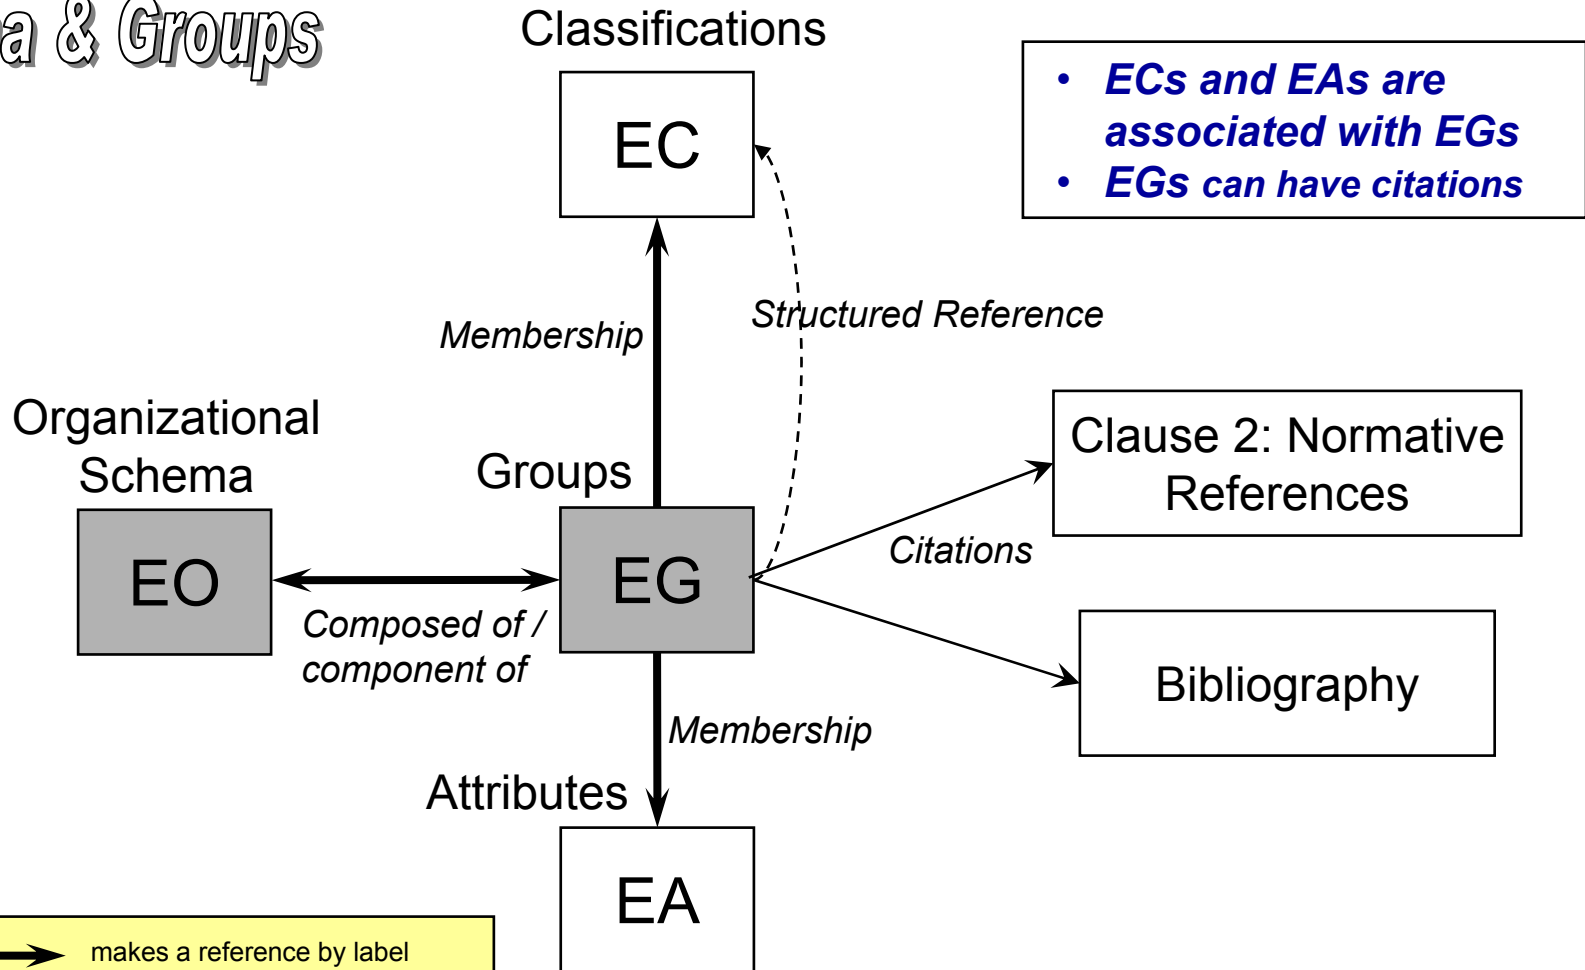 a & Groups
Classifications
EC
• ECs and EAs are
associated with EGs
• EGs can have citations
Membership
Structured Reference
Organizational
Schema
Groups
Clause 2: Normative
References
EO
EG
Citations
Composed of /
component of
Bibliography
Membership
Attributes
EA
makes a reference by label